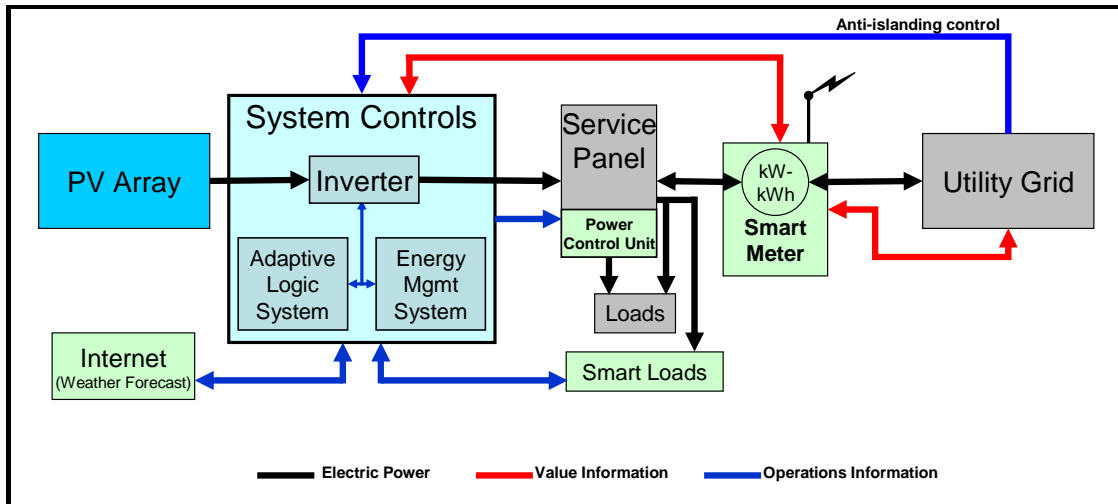 Anti-islanding control
System Controls
Service
Panel
PV Array
Inverter
kW-
kWh
Utility Grid
Power
Control Unit
Smart
Meter
Adaptive
Logic
System
Energy
Mgmt
System
Loads
Internet
(Weather Forecast)
Smart Loads
Electric Power
Value Information
Operations Information